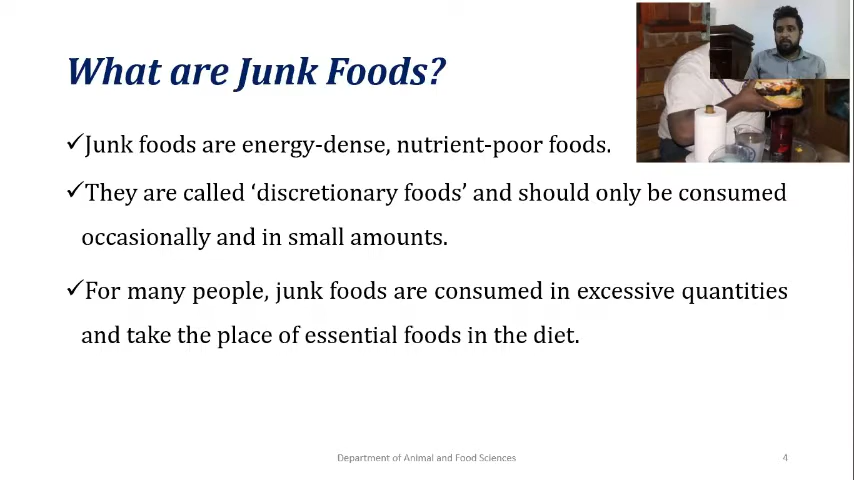 What are Junk Foods?
✓Junk foods are energy-dense, nutrient-poor foods.
✓They are called ‘discretionary foods’ and should only be consumed
occasionally and in small amounts.
✓For many people, junk foods are consumed in excessive quantities
and take the place of essential foods in the diet.
Department of Animal and Food Sciences
4